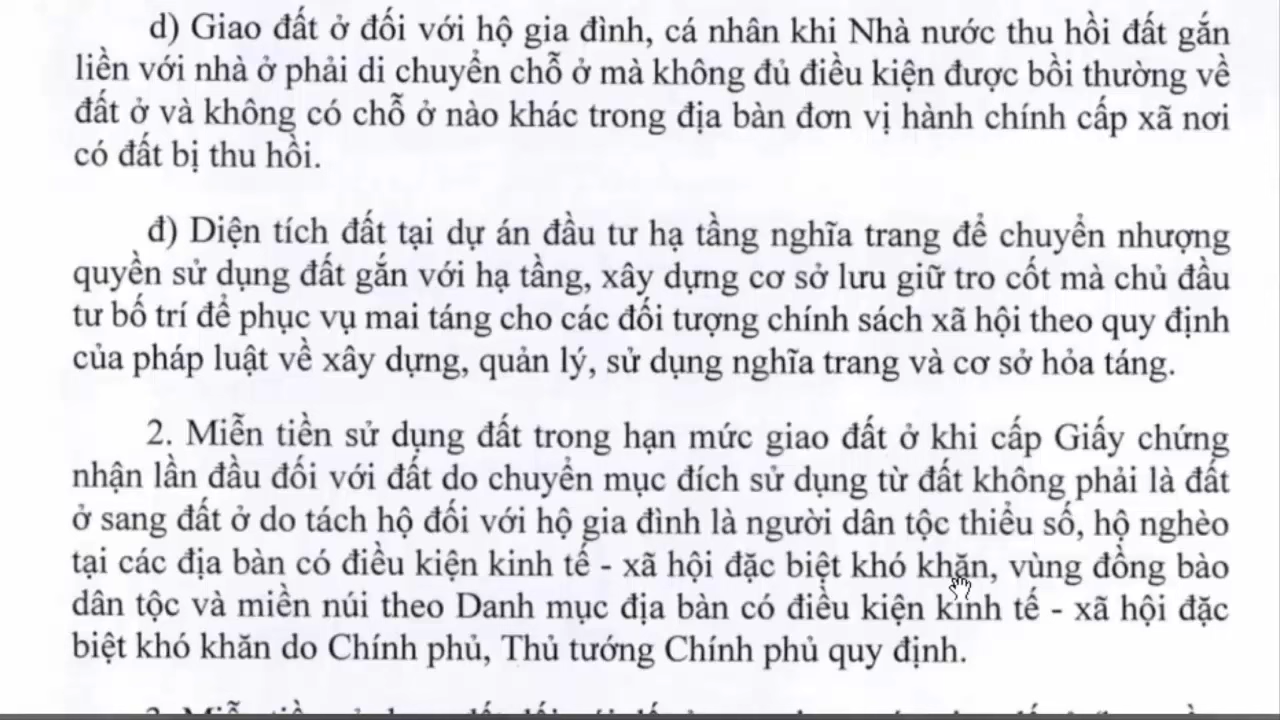 d) Giao đất ở đối với hộ gia đình, cá nhân khi Nhà nước thu hồi đất gắn
liền với nhà ở phải di chuyển chỗ ở mà không đủ điều kiện được bồi thường về
đất ở và không có chỗ ở nào khác trong địa bàn đơn vị hành chính cấp xã nơi
có đất bị thu hồi.
đ) Diện tích đất tại dự án đầu tư hạ tầng nghĩa trang để chuyển nhượng
quyền sử dụng đất gắn với hạ tầng, xây dựng cơ sở lưu giữ tro cốt mà chủ đầu
tư bố trí để phục vụ mai táng cho các đối tượng chính sách xã hội theo quy định
của pháp luật về xây dựng, quản lý, sử dụng nghĩa trang và cơ sở hỏa táng.
2. Miễn tiền sử dụng đất trong hạn mức giao đất ở khi cấp Giấy chứng
nhận lần đầu đối với đất do chuyển mục đích sử dụng từ đất không phải là đất
ở sang đất ở do tách hộ đối với hộ gia đình là người dân tộc thiểu số, hộ nghèo
tại các địa bàn có điều kiện kinh tế - xã hội đặc biệt khó khăn, vùng đồng bào
dân tộc và miền núi theo Danh mục địa bàn có điều kiện kinh tế - xã hội đặc
biệt khó khăn do Chính phủ, Thủ tướng Chính phủ quy định.